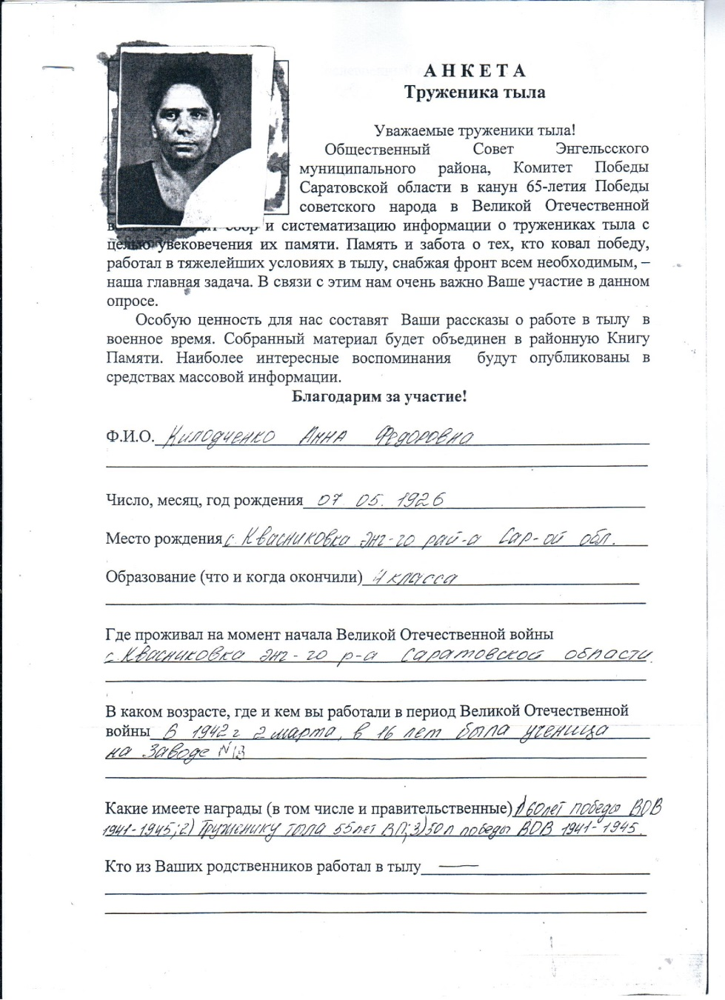 А Н К Е Т А
Труженика тыла
Уважаемые труженики тыла!
Общественный Совет Энгельсского
муниципального района, Комитет Победы
Саратовской области в канун 65-летия Победы
советского народа в Великой Отечественной
и систематизацию информации о тружениках тыла с
целью увековечения их памяти. Память и забота о тех, кто ковал победу,
работал в тяжелейших условиях в тылу, снабжая фронт всем необходимым, –
наша главная задача. В связи с этим нам очень важно Ваше участие в данном
опросе.
Особую ценность для нас составят Ваши рассказы о работе в тылу в
военное время. Собранный материал будет объединен в районную Книгу
Памяти. Наиболее интересные воспоминания будут опубликованы в
средствах массовой информации.
Благодарим за участие!
Ф.И.О. Килодченко Анна Федоровна
Число, месяц, год рождения 07. 05. 1926
Место рождения с. Квасниковка Энг-го рай-а Сар-ой обл.
Образование (что и когда окончили) 4 класса
Где проживал на момент начала Великой Отечественной войны
с. Квасниковка Энг-го р-а Саратовской области
В каком возрасте, где и кем вы работали в период Великой Отечественной
войны В 1942 г 2 марта, в 16 лет была ученица
на Заводе N 13
Какие имеете награды (в том числе и правительственные) 1) 60 лет победы ВОВ
1941-1945; 2) Труженику тыла 55 лет ВП; 3) 50 л победы ВОВ 1941-1945.
Кто из Ваших родственников работал в тылу —